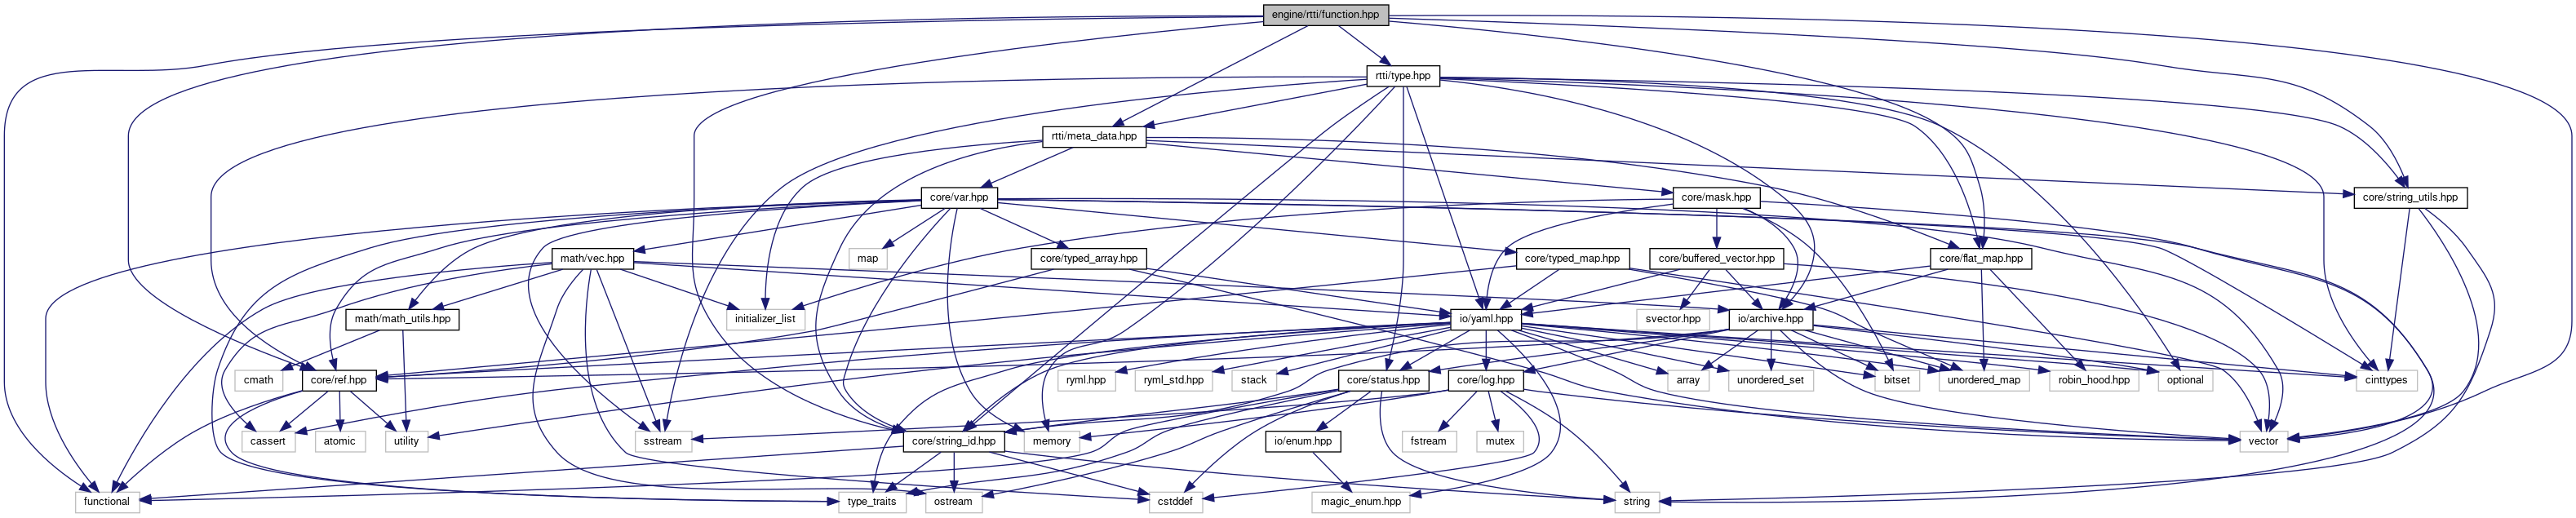 engine/rtti/function.hpp
rtti/type.hpp
rtti/meta_data.hpp
core/var.hpp
core/mask.hpp
core/string_utils.hpp
math/vec.hpp
map
core/typed_array.hpp
core/typed_map.hpp
core/buffered_vector.hpp
core/flat_map.hpp
math/math_utils.hpp
initializer_list
io/yaml.hpp
svector.hpp
io/archive.hpp
cmath
core/ref.hpp
ryml.hpp
ryml_std.hpp
stack
core/status.hpp
core/log.hpp
array
unordered_set
bitset
unordered_map
robin_hood.hpp
optional
cinttypes
cassert
atomic
utility
sstream
core/string_id.hpp
memory
io/enum.hpp
fstream
mutex
vector
functional
type_traits
ostream
cstddef
magic_enum.hpp
string